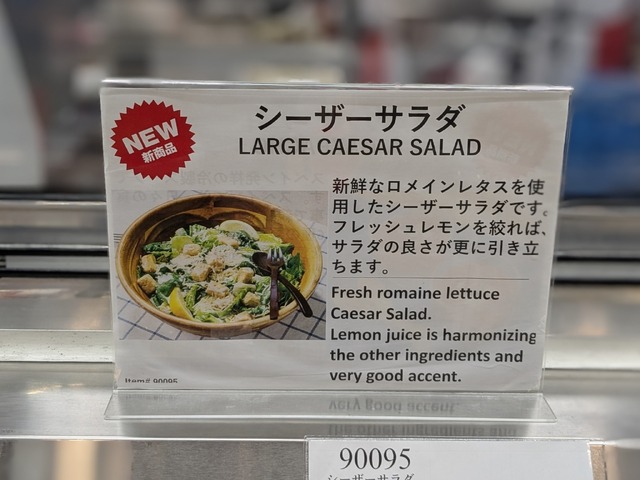 シーザーサラダ
LARGE CAESAR SALAD
NEW
新商品
新鮮なロメインレタスを使
用したシーザーサラダです。
フレッシュレモンを絞れば、
サラダの良さが更に引き立
ちます。
Fresh romaine lettuce
Caesar Salad.
Lemon juice is harmonizing
the other ingredients and
very good accent.
Item# 90095
90095
シーザーサラダ